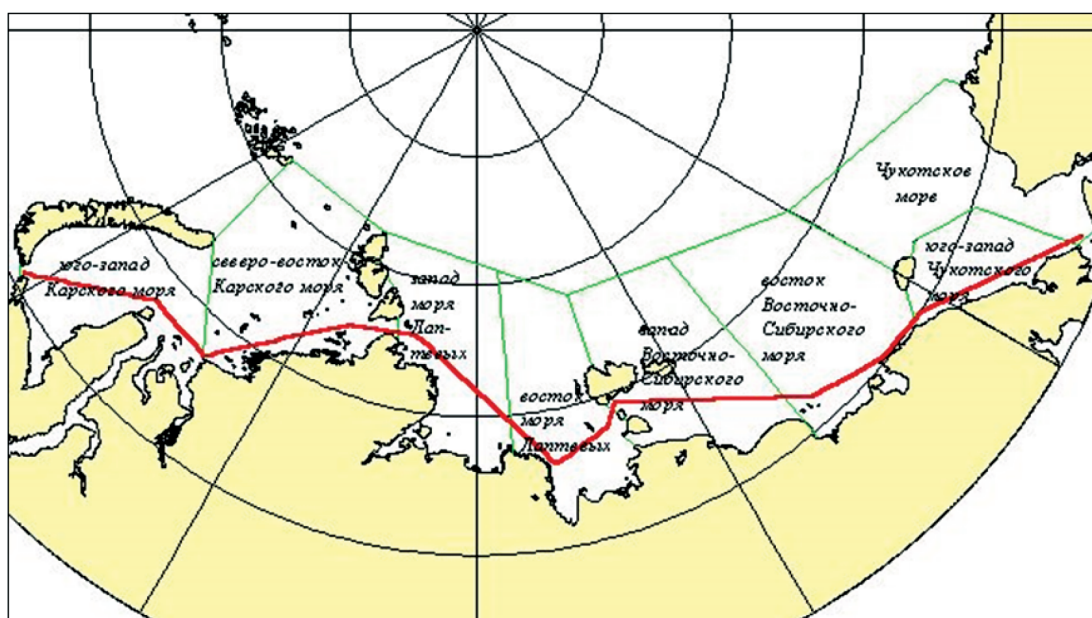 юго-запад
Карского моря
северо-восток
Карского моря
запад
моря
Лап-
тевых
восток
моря
Лаптевых
запад
Восточно-
Сибирского
моря
восток
Восточно-
Сибирского
моря
Чукотское
море
юго-запад
Чукотского
моря